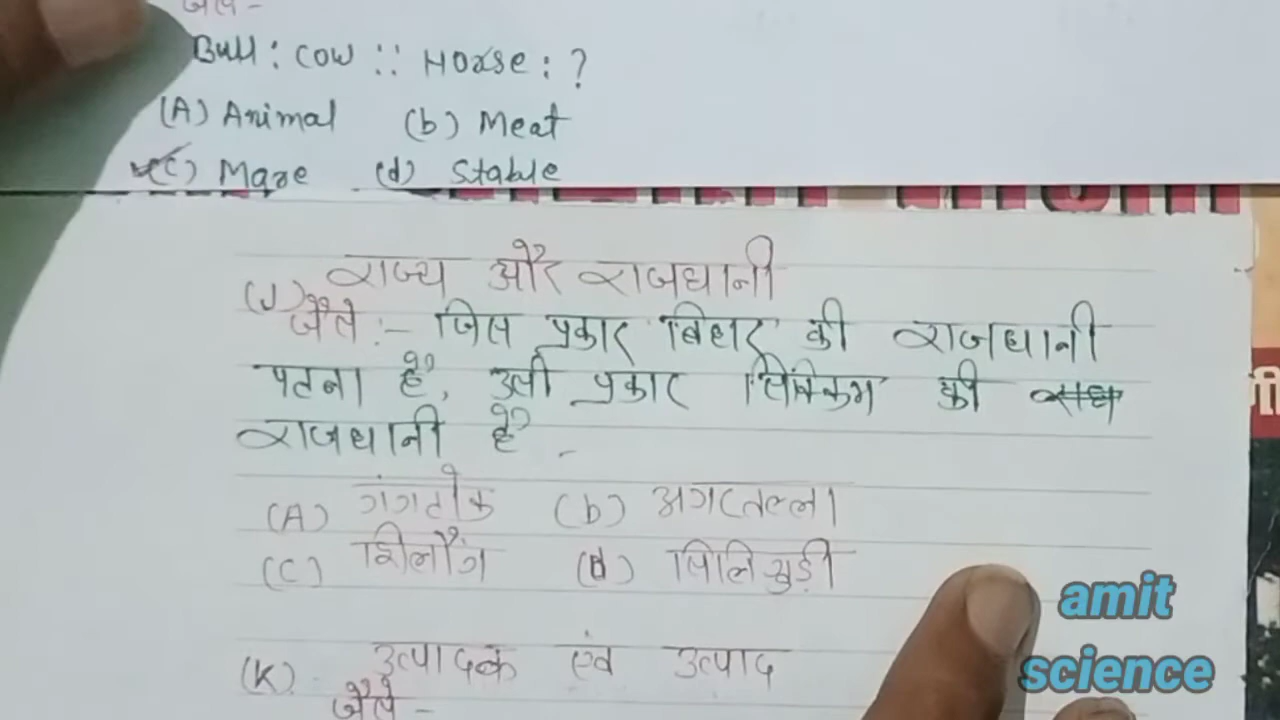 जैसे -
Bull : Cow :: Horse : ?
(A) Animal (b) Meat
(C) Mare (d) Stable
(J) राज्य और राजधानी
जैसे :- जिस प्रकार बिहार की राजधानी
पटना है, उसी प्रकार सिक्किम की
राजधानी है -
(A) गंगटोक (b) अगरतल्ला
(C) शिलौंग (d) सिलिगुड़ी
(K) उत्पादक एवं उत्पाद
जैसे -
amit
science